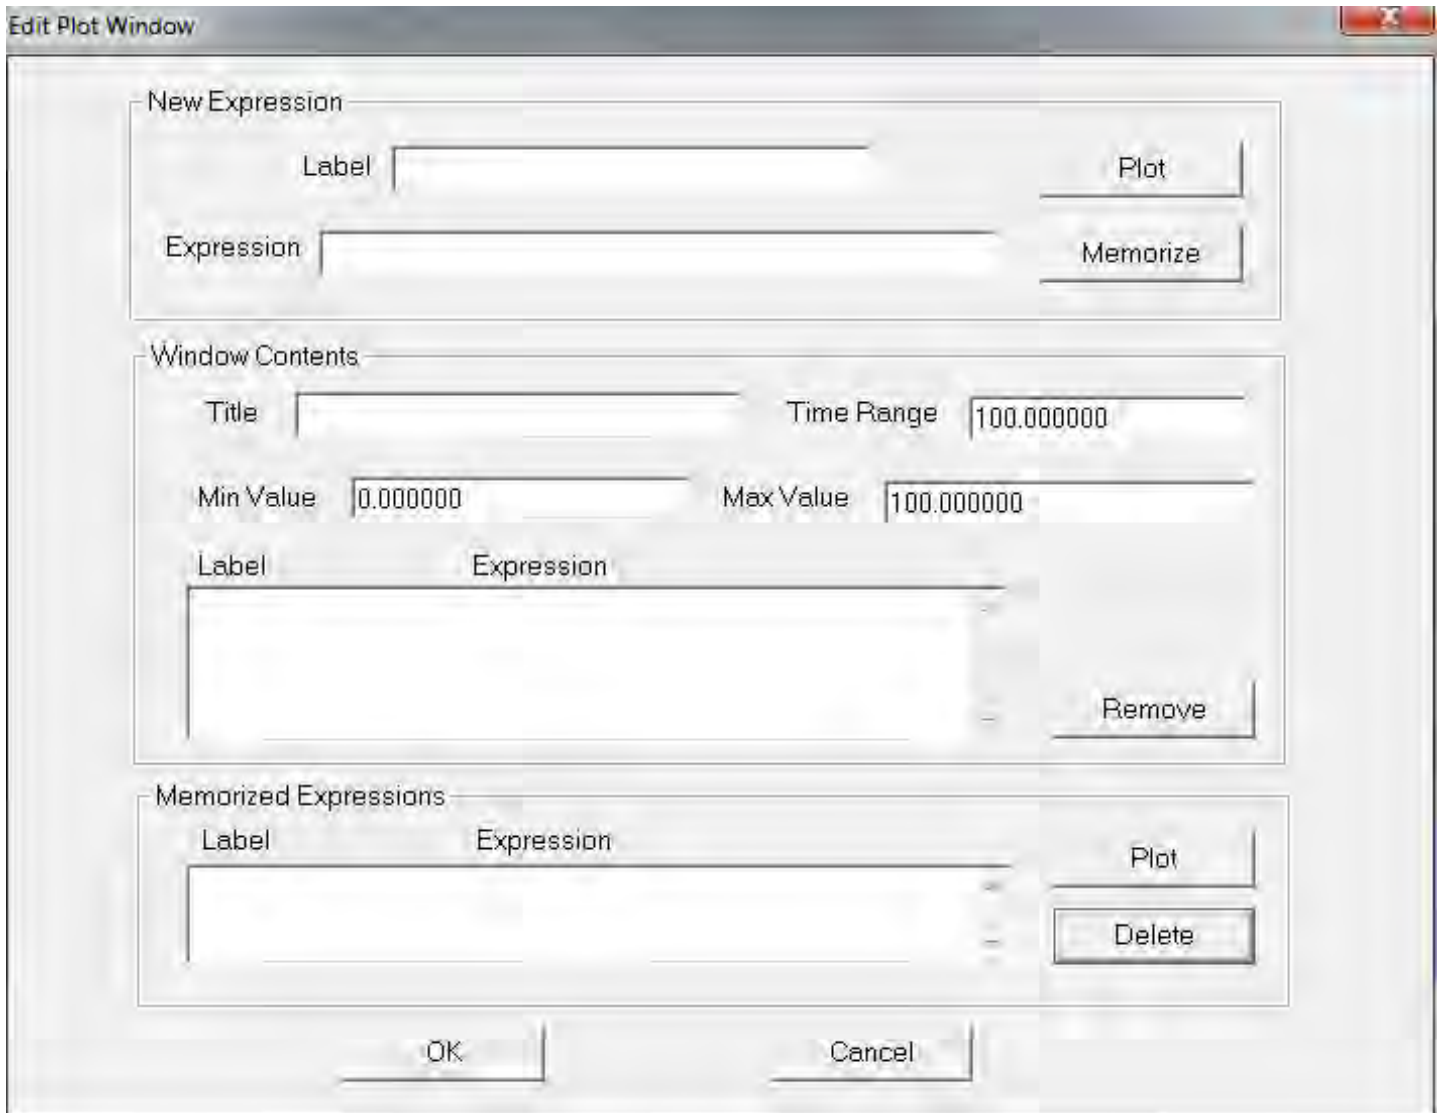 Edit Plot Window
New Expression
Label
Plot
Expression
Memorize
Window Contents
Title Time Range 100.000000
Min Value 0.000000 Max Value 100.000000
Label Expression
Remove
Memorized Expressions
Label Expression
Plot
Delete
OK Cancel